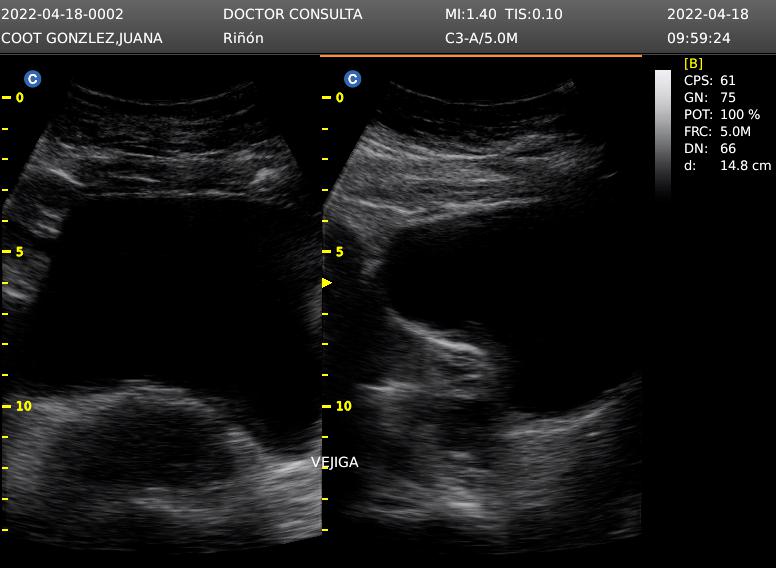 2022-04-18-0002 DOCTOR CONSULTA MI:1.40 TIS:0.10 2022-04-18
COOT GONZLEZ,JUANA Riñón C3-A/5.0M 09:59:24
C C [B]
0 0 CPS: 61
GN: 75
POT: 100 %
FRC: 5.0M
DN: 66
d: 14.8 cm
5 5
10 10
VEJIGA